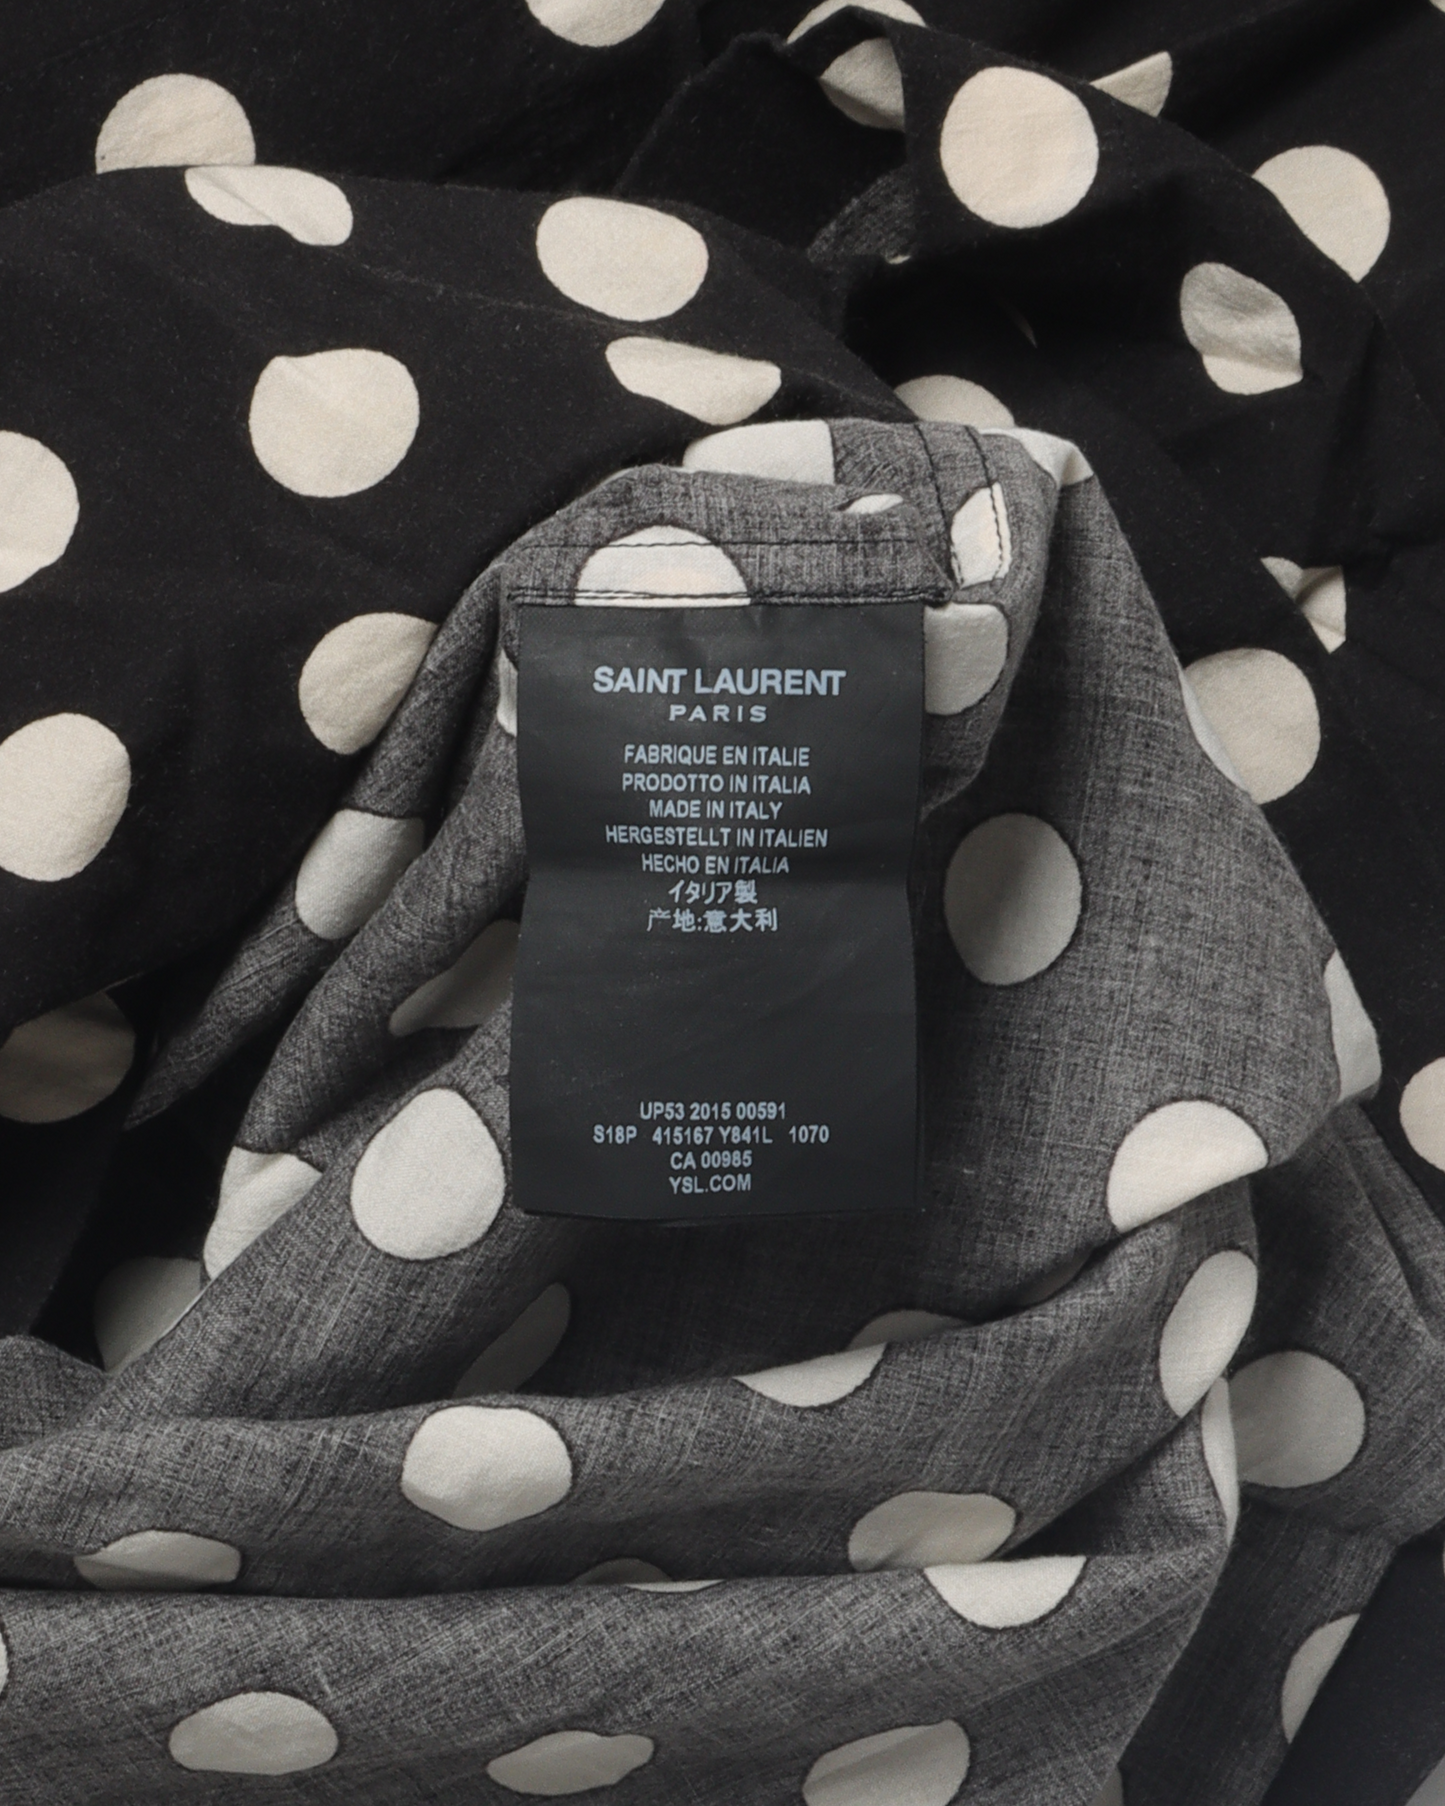 SAINT LAURENT
PARIS
FABRIQUE EN ITALIE
PRODOTTO IN ITALIA
MADE IN ITALY
HERGESTELLT IN ITALIEN
HECHO EN ITALIA
イタリア製
产地:意大利
UP53 2015 00591
S18P 415167 Y841L 1070
CA 00985
YSL.COM